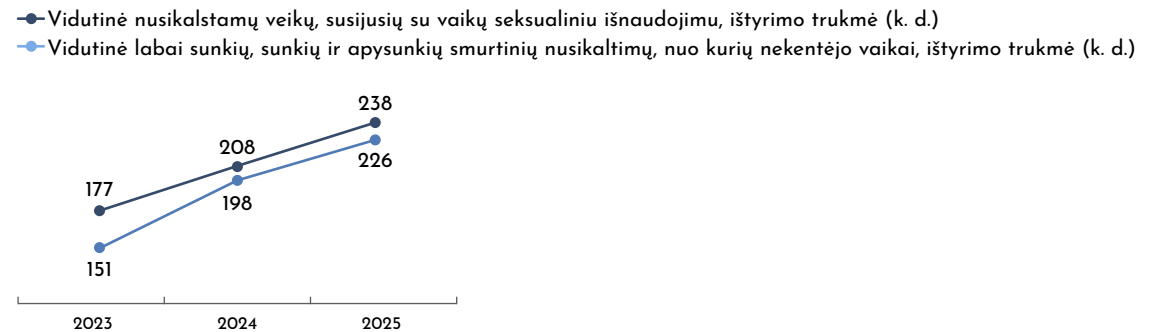 Vidutinė nusikalstamų veikų, susijusių su vaikų seksualiniu išnaudojimu, ištyrimo trukmė (k. d.)
Vidutinė labai sunkių, sunkių ir apysunkių smurtinių nusikaltimų, nuo kurių nekentėjo vaikai, ištyrimo trukmė (k. d.)
238
208
226
177
198
151
2023 2024 2025